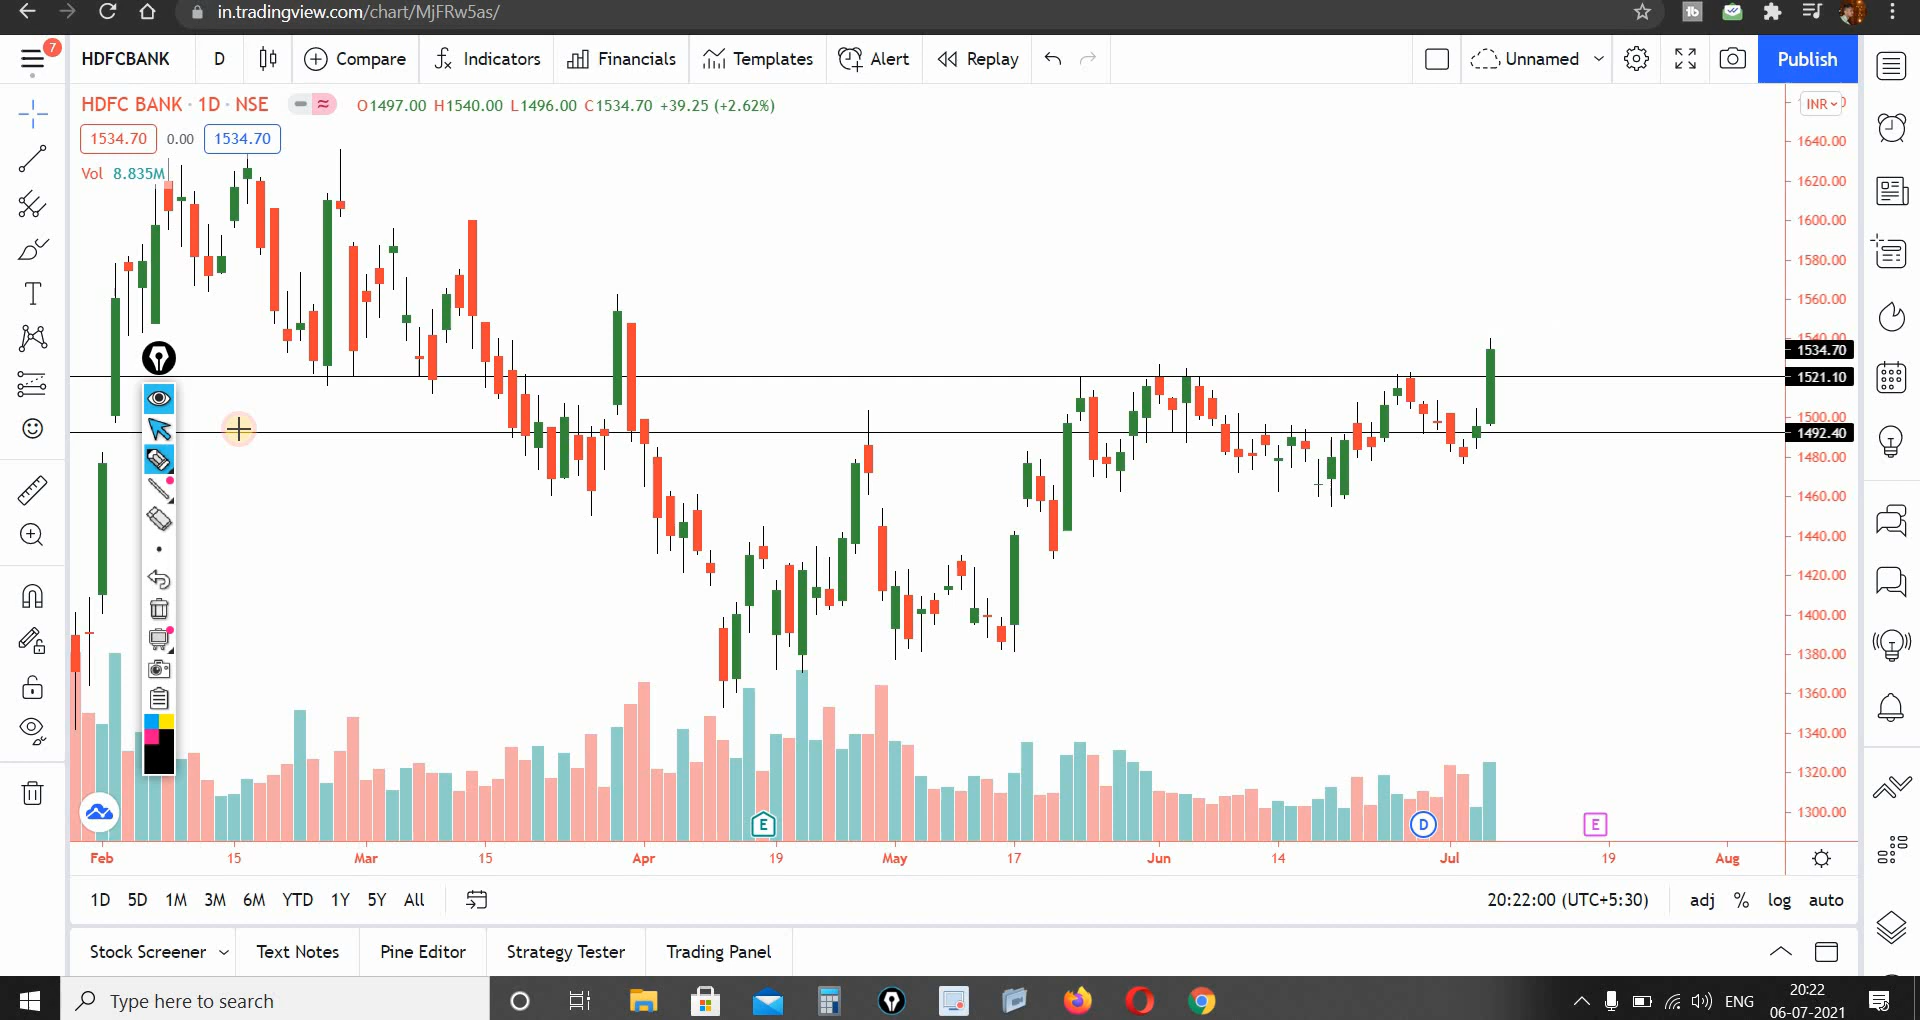 in.tradingview.com/chart/MjFRw5as/
7
HDFCBANK D Compare Indicators Financials Templates Alert Replay Unnamed Publish
HDFC BANK · 1D · NSE O1497.00 H1540.00 L1496.00 C1534.70 +39.25 (+2.62%)
INR
1534.70 0.00 1534.70
Vol 8.835M
1640.00
1620.00
1600.00
1580.00
1560.00
1540.00
1534.70
1521.10
1500.00
1492.40
1480.00
1460.00
1440.00
1420.00
1400.00
1380.00
1360.00
1340.00
1320.00
1300.00
E D E
Feb 15 Mar 15 Apr 19 May 17 Jun 14 Jul 19 Aug
1D 5D 1M 3M 6M YTD 1Y 5Y All 20:22:00 (UTC+5:30) adj % log auto
Stock Screener Text Notes Pine Editor Strategy Tester Trading Panel
Type here to search ENG 20:22
06-07-2021